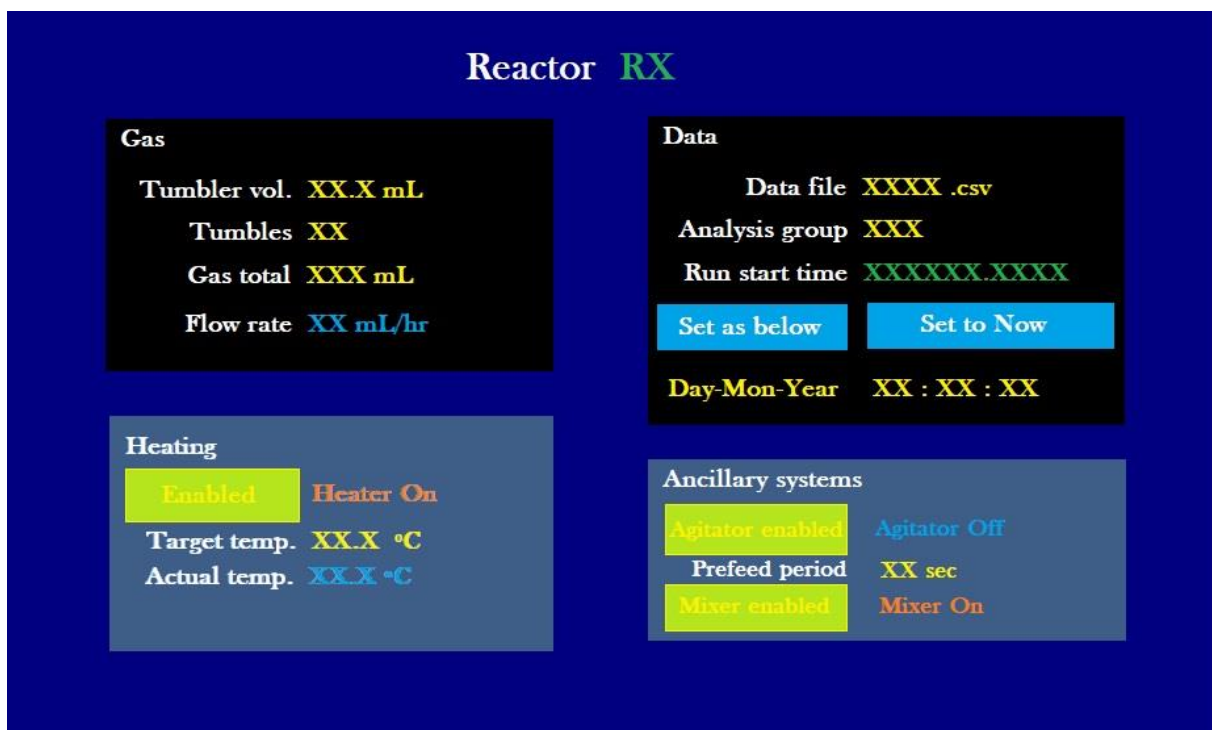 Reactor RX
Gas
Tumbler vol. XX.X mL
Tumbles XX
Gas total XXX mL
Flow rate XX mL/hr
Data
Data file XXXX .csv
Analysis group XXX
Run start time XXXXXX.XXXX
Set as below Set to Now
Day-Mon-Year XX : XX : XX
Heating
Enabled Heater On
Target temp. XX.X °C
Actual temp. XX.X °C
Ancillary systems
Agitator enabled Agitator Off
Prefeed period XX sec
Mixer enabled Mixer On